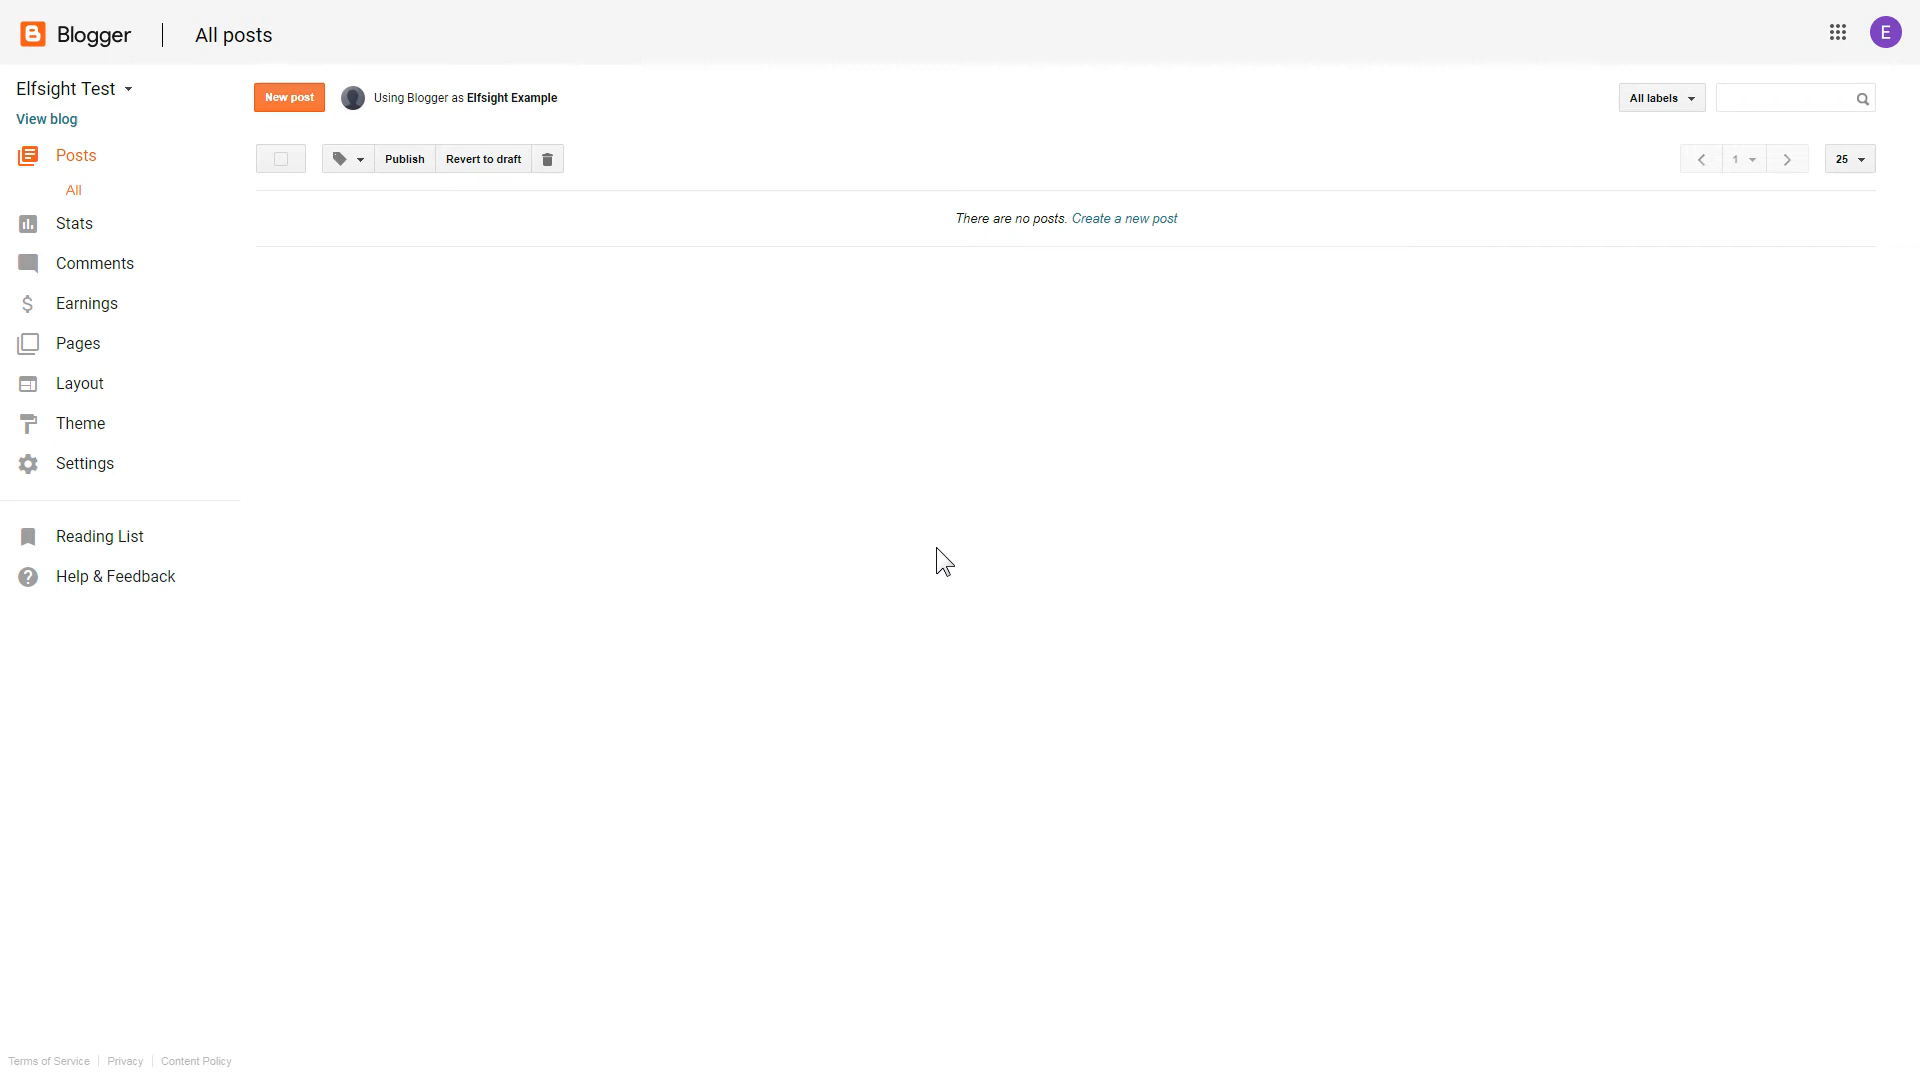 Blogger
All posts
E
Elfsight Test
View blog
Posts
All
Stats
Comments
Earnings
Pages
Layout
Theme
Settings
Reading List
Help & Feedback
New post
Using Blogger as Elfsight Example
All labels
Publish
Revert to draft
1
25
There are no posts. Create a new post
Terms of Service
Privacy
Content Policy